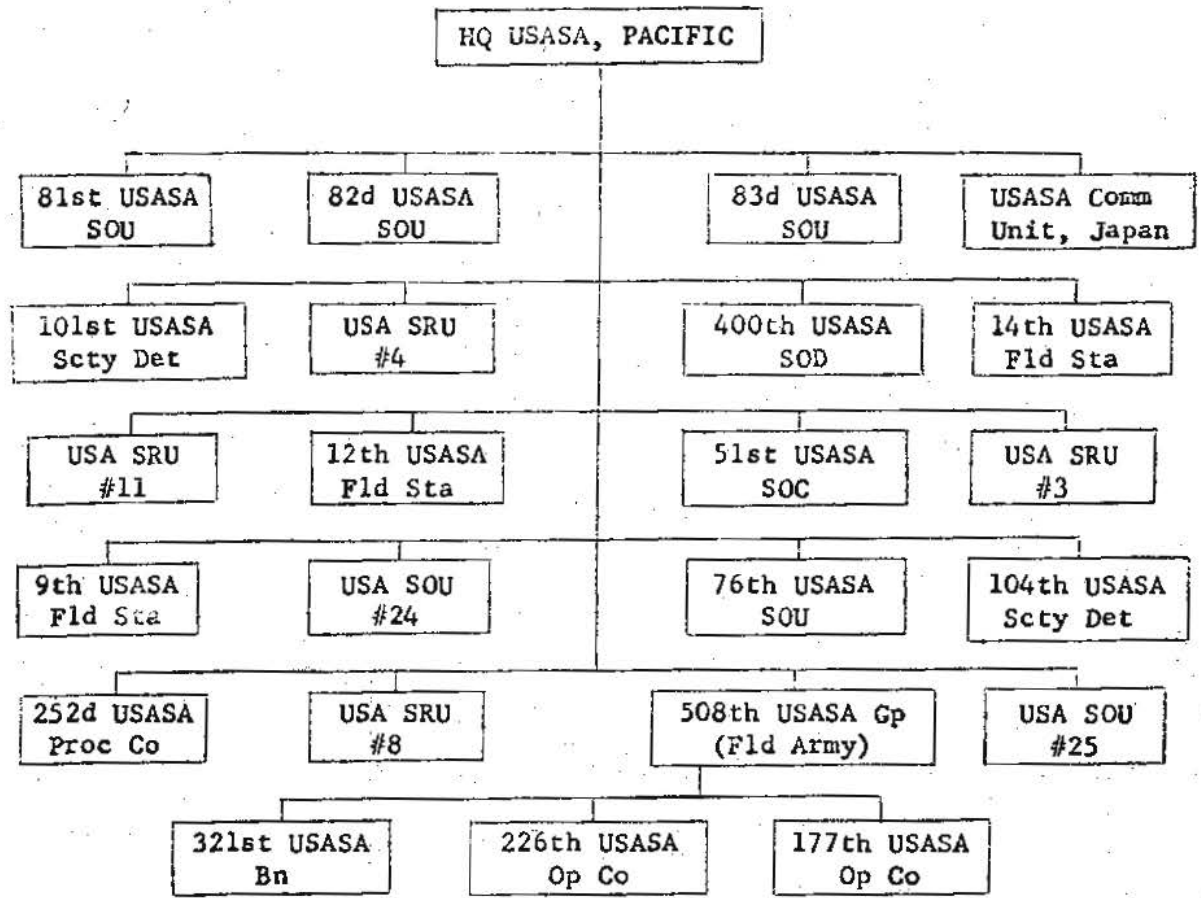 HQ USASA, PACIFIC
81st USASA
SOU
82d USASA
SOU
83d USASA
SOU
USASA Comm
Unit, Japan
101st USASA
Scty Det
USA SRU
#4
400th USASA
SOD
14th USASA
Fld Sta
USA SRU
#11
12th USASA
Fld Sta
51st USASA
SOC
USA SRU
#3
9th USASA
Fld Sta
USA SOU
#24
76th USASA
SOU
104th USASA
Scty Det
252d USASA
Proc Co
USA SRU
#8
508th USASA Gp
(Fld Army)
USA SOU
#25
321st USASA
Bn
226th USASA
Op Co
177th USASA
Op Co